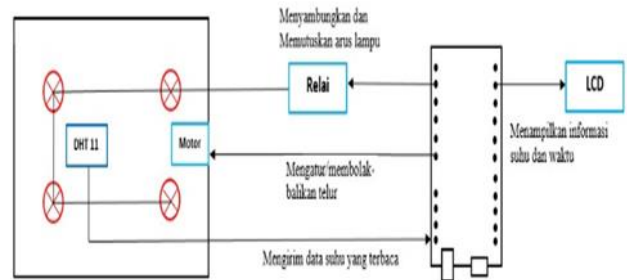 Menyambungkan dan
Memutuskan arus lampu
Relai
LCD
DHT 11
Motor
Menampilkan informasi
suhu dan waktu
Mengatur/membolak-
balikan telur
Mengirim data suhu yang terbaca